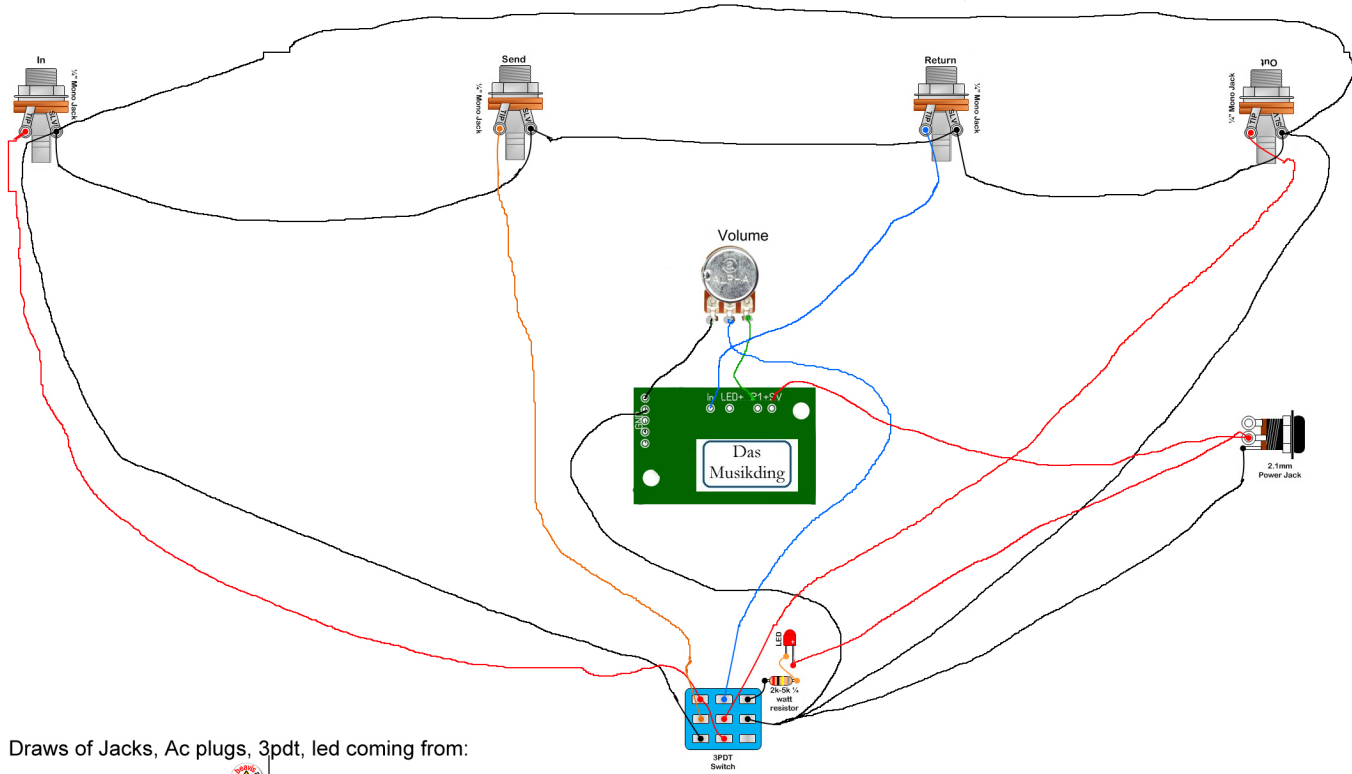 In
Send
Return
Out
¼" Mono Jack
¼" Mono Jack
¼" Mono Jack
¼" Mono Jack
TIP
SLV
TIP
SLV
TIP
SLV
TIP
SLV
Volume
In LED+ P1+9V
Das
Musikding
2.1mm
Power Jack
LED
2k-5k ¼
watt
resistor
3PDT
Switch
Draws of Jacks, Ac plugs, 3pdt, led coming from:
beavis